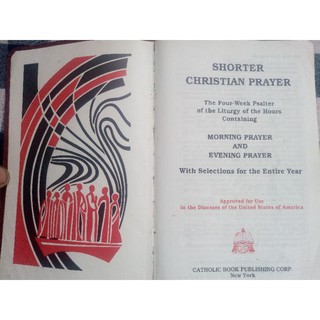 SHORTER
CHRISTIAN PRAYER
The Four-Week Psalter
of the Liturgy of the Hours
Containing
MORNING PRAYER
AND
EVENING PRAYER
With Selections for the Entire Year
Approved for Use
in the Dioceses of the United States of America
CATHOLIC BOOK PUBLISHING CORP.
New York